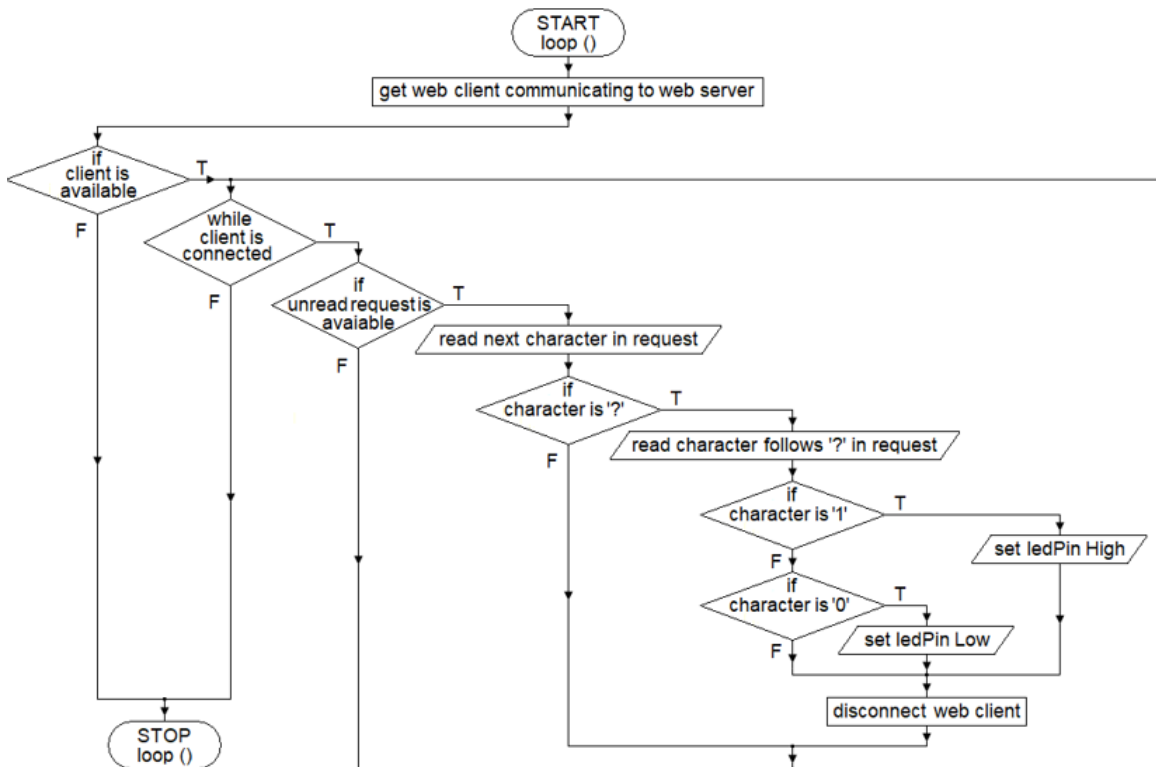 START
loop ()
get web client communicating to web server
if
client is
available
T
F
while
client is
connected
T
F
if
unread request is
avaiable
T
F
read next character in request
if
character is '?'
T
F
read character follows '?' in request
if
character is '1'
T
F
set ledPin High
if
character is '0'
T
F
set ledPin Low
disconnect web client
STOP
loop ()